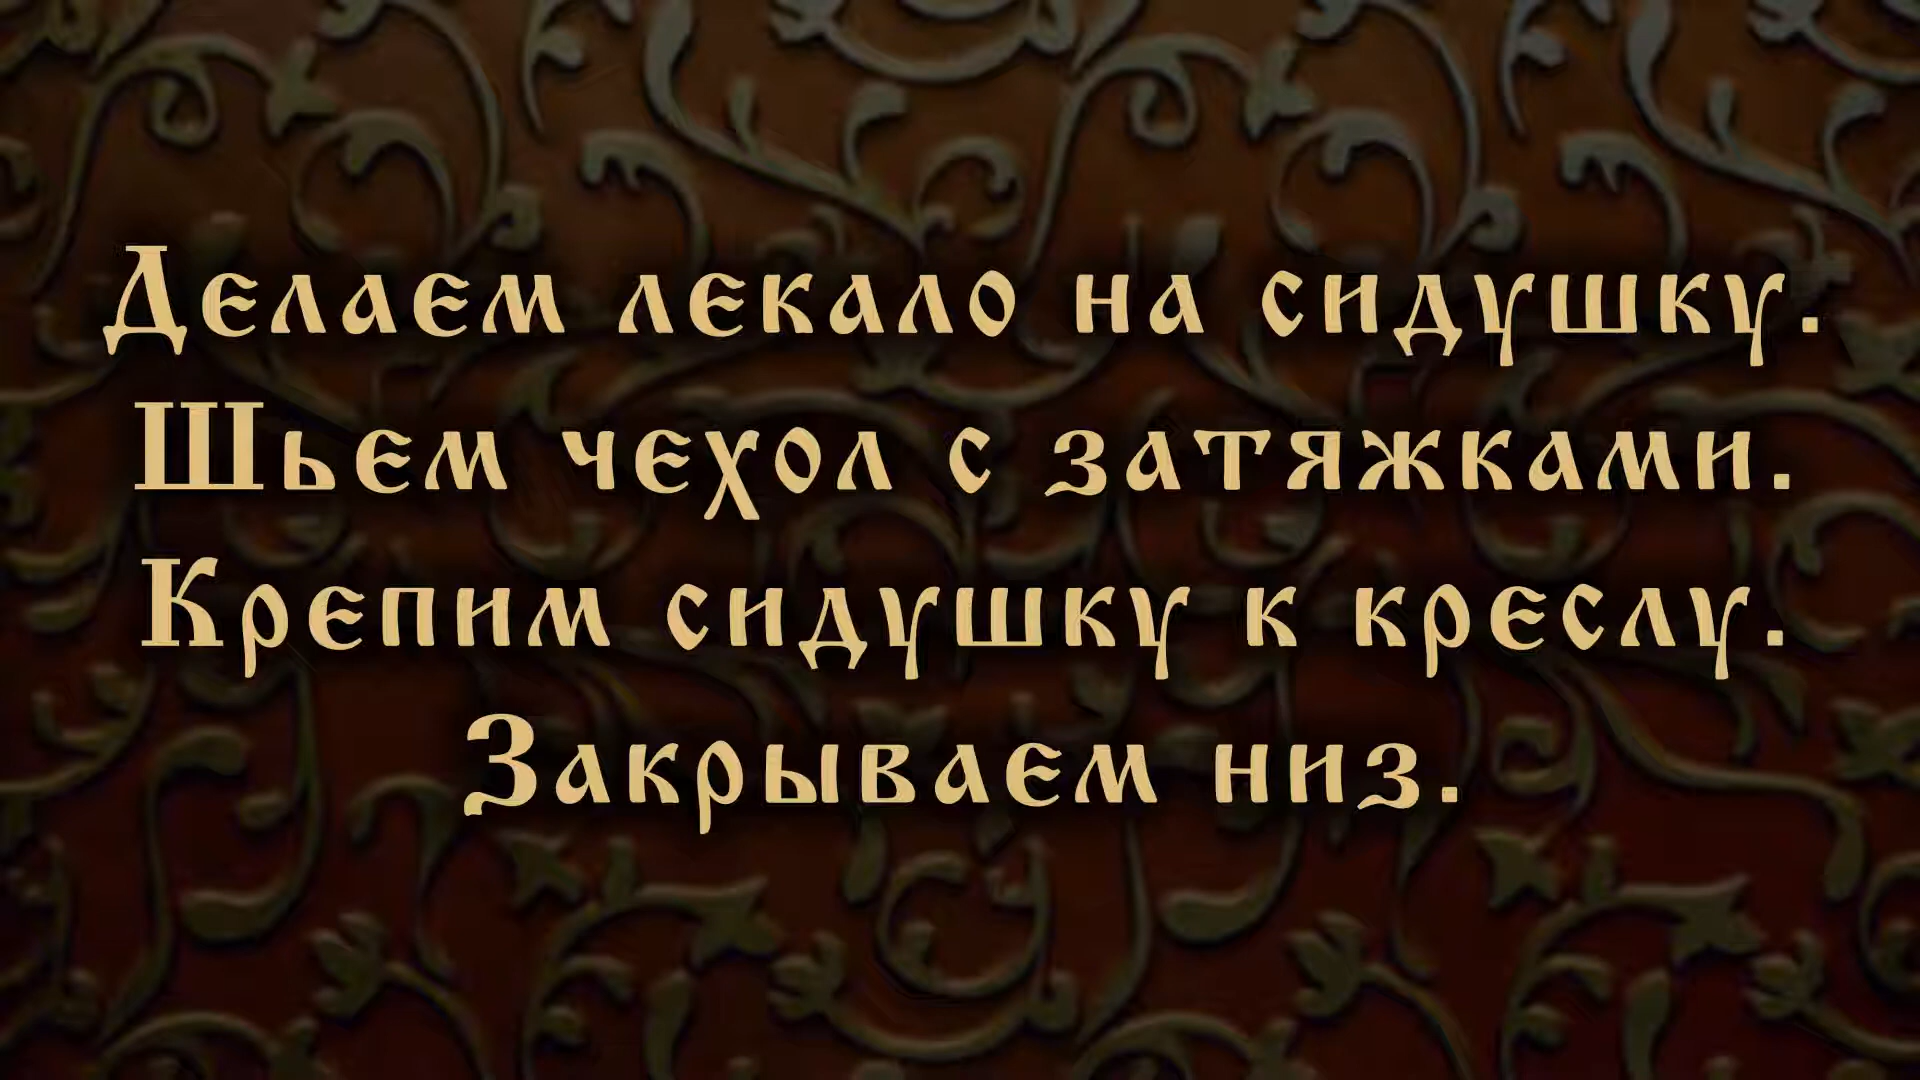 Делаем лекало на сидушку.
Шьем чехол с затяжками.
Крепим сидушку к креслу.
Закрываем низ.